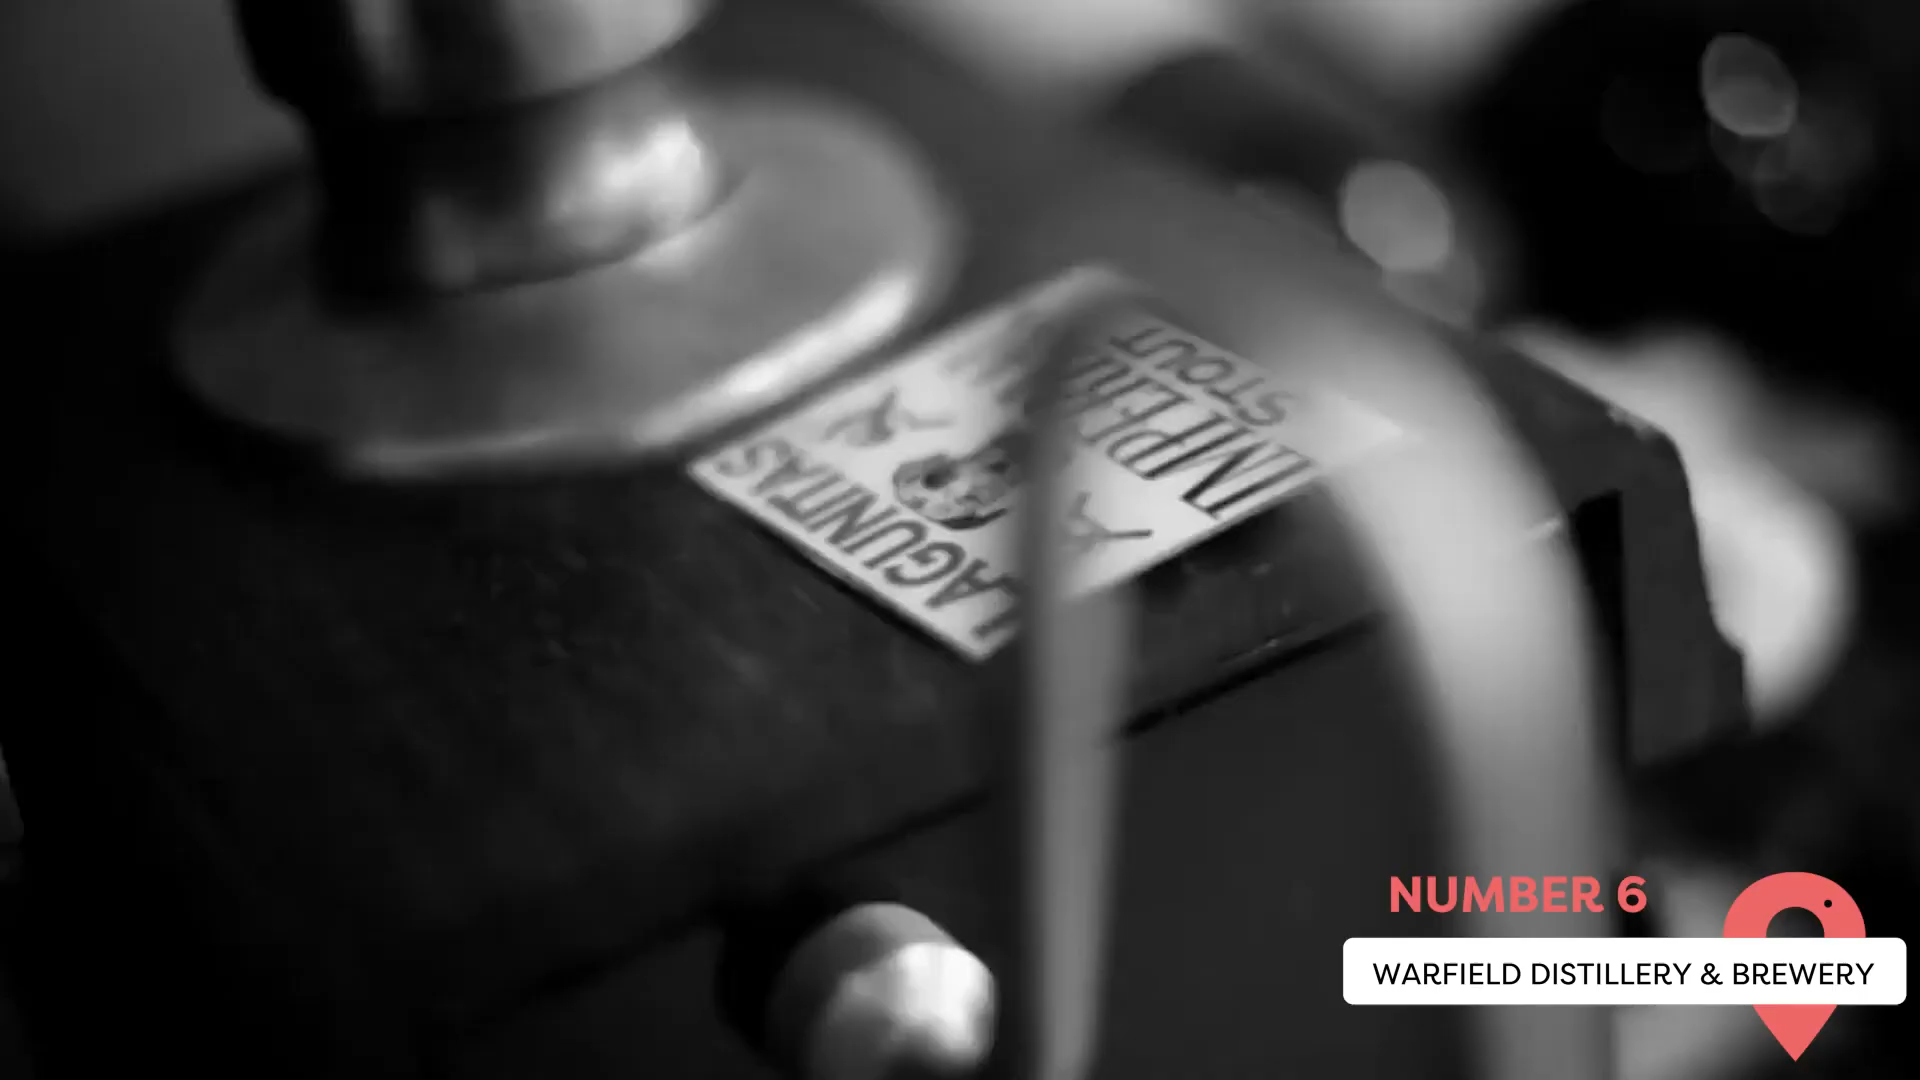 LAGUNITAS
IMPERIAL
STOUT
NUMBER 6
WARFIELD DISTILLERY & BREWERY